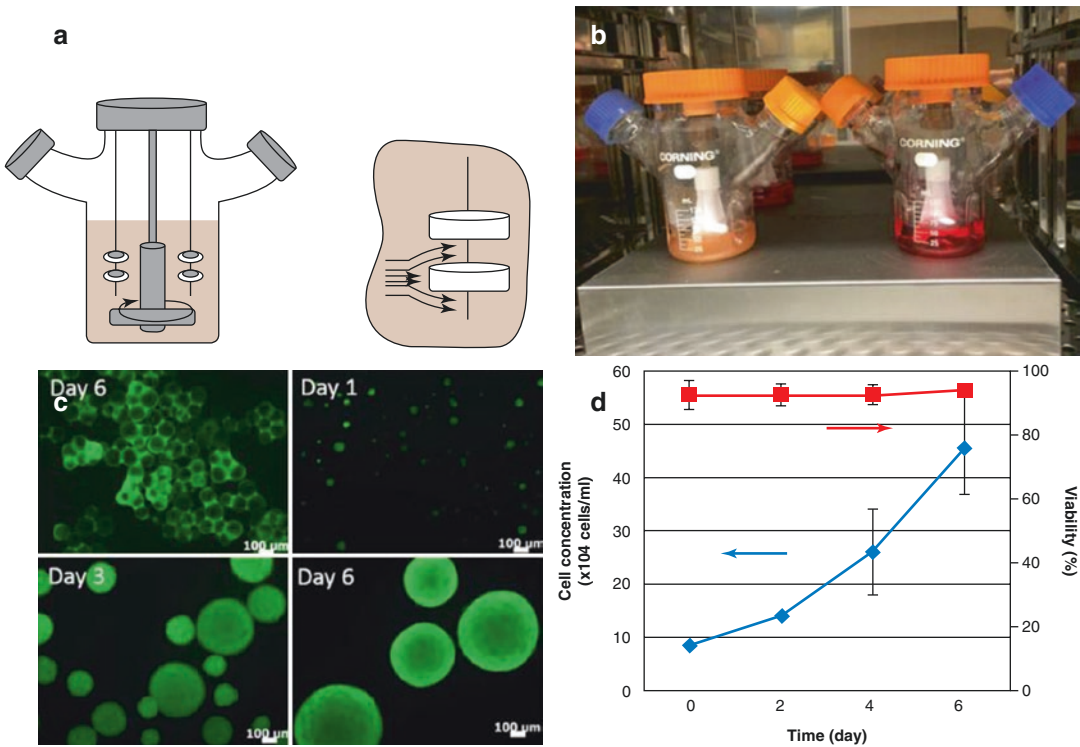 a
b
CORNING®
CORNING®
Day 6
c
Day 1
100 µm
100 µm
Day 3
Day 6
100 µm
100 µm
d
60
50
40
30
20
10
0
Cell concentration
(x104 cells/ml)
100
80
60
40
20
0
Viability (%)
0 2 4 6
Time (day)